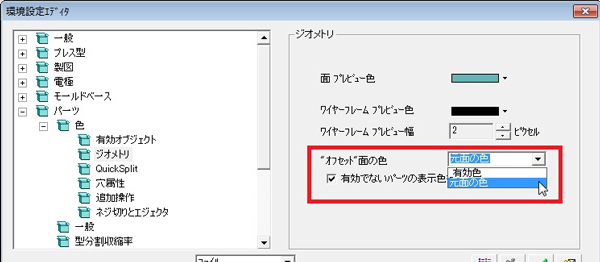 環境設定ｴﾃﾞｨﾀ
一般
プレス型
製図
電極
モールドベース
パーツ
色
有効オブジェクト
ジオメトリ
QuickSplit
穴属性
追加操作
ネジ切りとエジェクタ
一般
型分割収縮率
ジオメトリ
面 プレビュー色
ワイヤーフレーム プレビュー色
ワイヤーフレーム プレビュー幅 2 ピクセル
"オフセット"面の色 元面の色
有効色
元面の色
有効でないパーツの表示色
ファイル